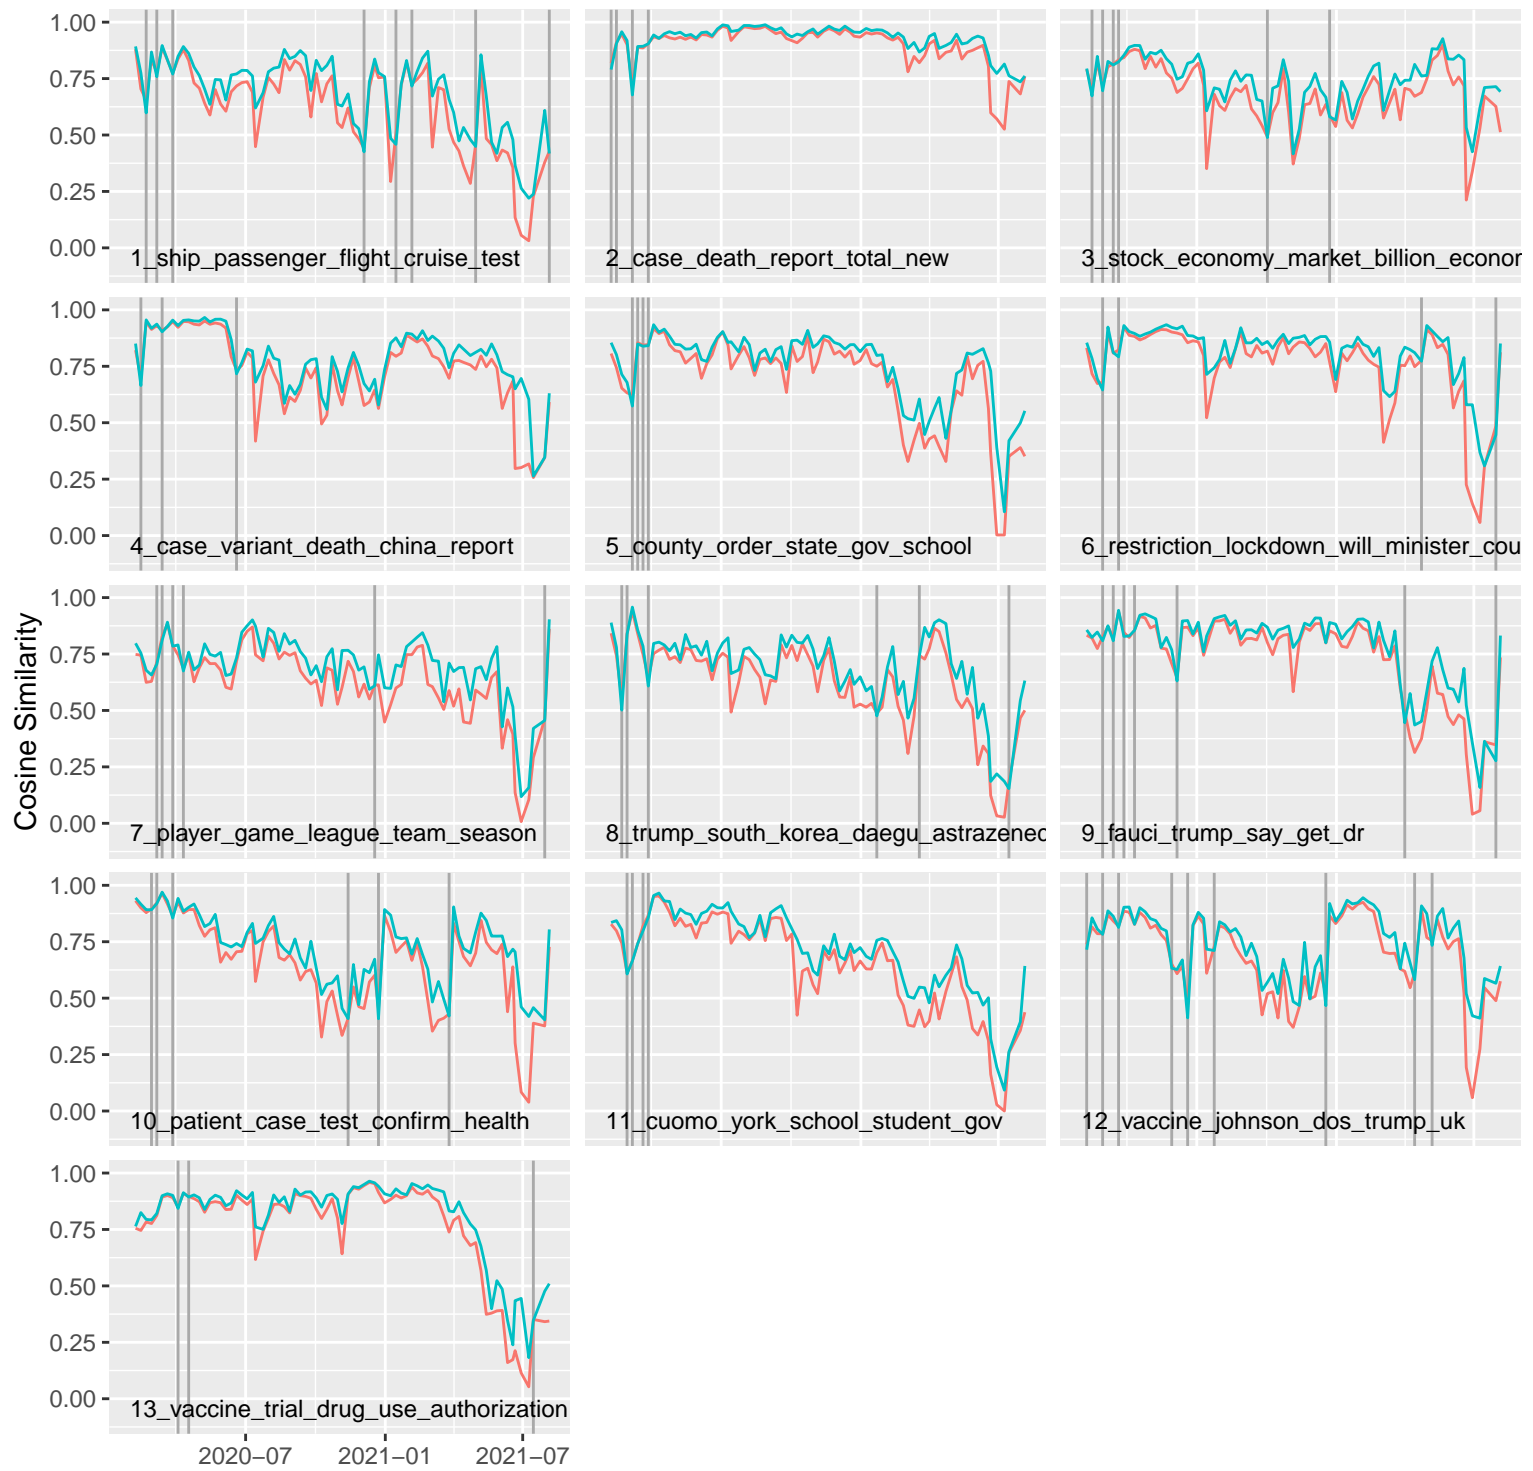 Cosine Similarity
1.00
0.75
0.50
0.25
0.00
1_ship_passenger_flight_cruise_test
2_case_death_report_total_new
3_stock_economy_market_billion_econor
1.00
0.75
0.50
0.25
0.00
4_case_variant_death_china_report
5_county_order_state_gov_school
6_restriction_lockdown_will_minister_cou
1.00
0.75
0.50
0.25
0.00
7_player_game_league_team_season
8_trump_south_korea_daegu_astrazenec
9_fauci_trump_say_get_dr
1.00
0.75
0.50
0.25
0.00
10_patient_case_test_confirm_health
11_cuomo_york_school_student_gov
12_vaccine_johnson_dos_trump_uk
1.00
0.75
0.50
0.25
0.00
13_vaccine_trial_drug_use_authorization
2020−07 2021−01 2021−07